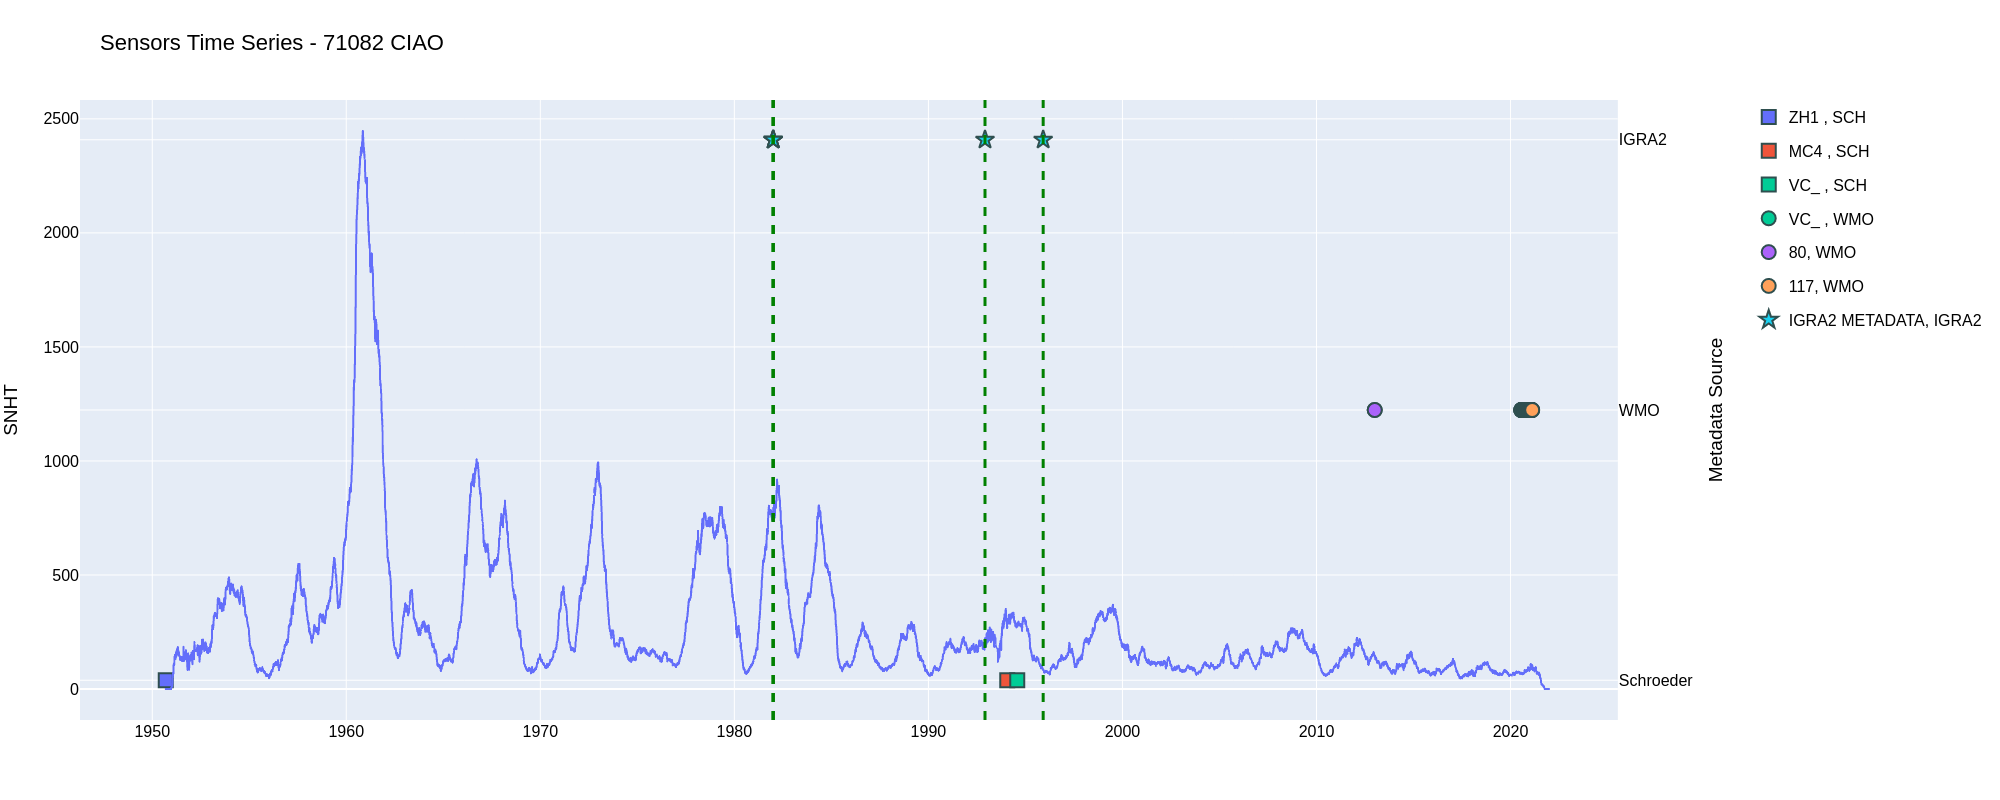 Sensors Time Series - 71082 CIAO
2500
2000
1500
1000
500
0
SNHT
1950
1960
1970
1980
1990
2000
2010
2020
IGRA2
WMO
Schroeder
Metadata Source
ZH1 , SCH
MC4 , SCH
VC_ , SCH
VC_ , WMO
80, WMO
117, WMO
IGRA2 METADATA, IGRA2